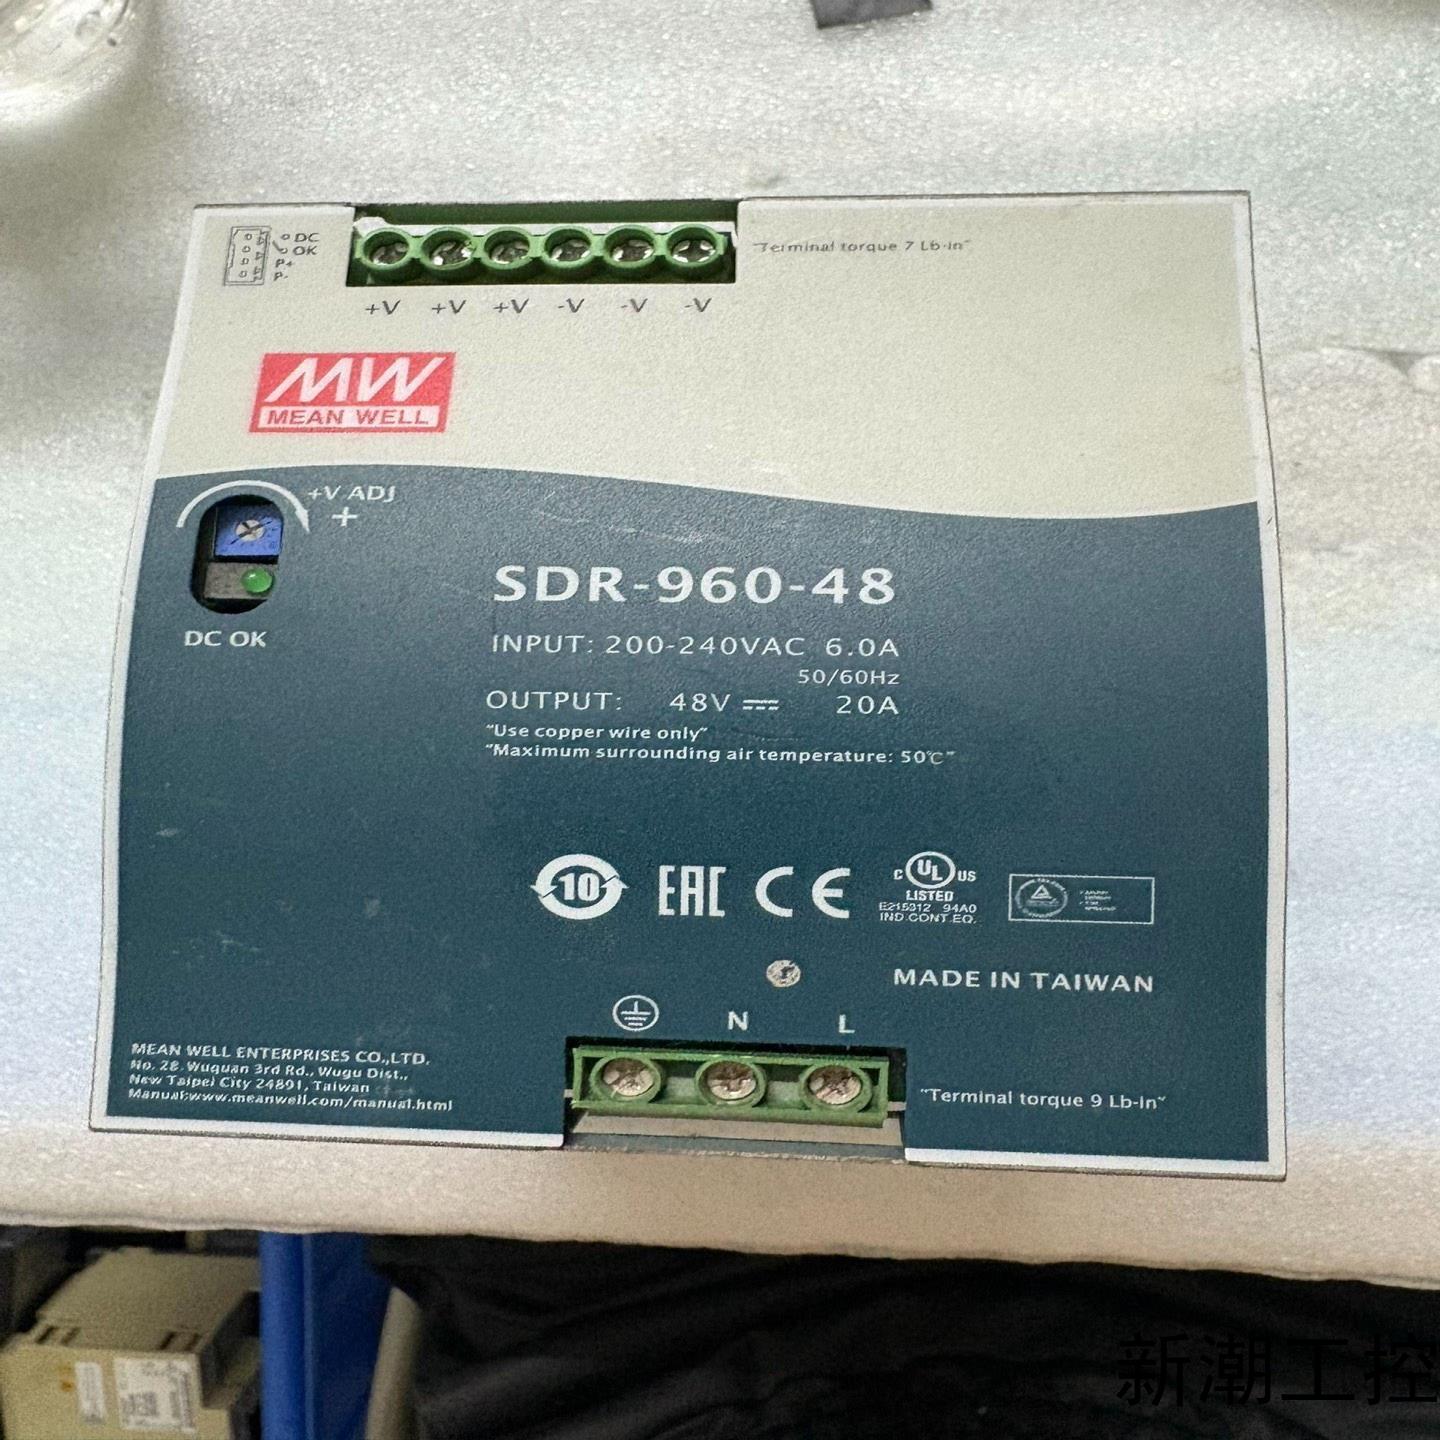 DC
OK
P+
P-
"Terminal torque 7 Lb-in"
+V +V +V -V -V -V
MW
MEAN WELL
+V ADJ
+
DC OK
SDR-960-48
INPUT: 200-240VAC 6.0A
50/60Hz
OUTPUT: 48V 20A
"Use copper wire only"
"Maximum surrounding air temperature: 50℃"
10
EAC
CE
C UL US
LISTED
E215312 94A0
IND.CONT.EQ.
MADE IN TAIWAN
N L
MEAN WELL ENTERPRISES CO.,LTD.
No. 28, Wuquan 3rd Rd., Wugu Dist.,
New Taipei City 24891, Taiwan
Manual:www.meanwell.com/manual.html
"Terminal torque 9 Lb-in"
新潮工控